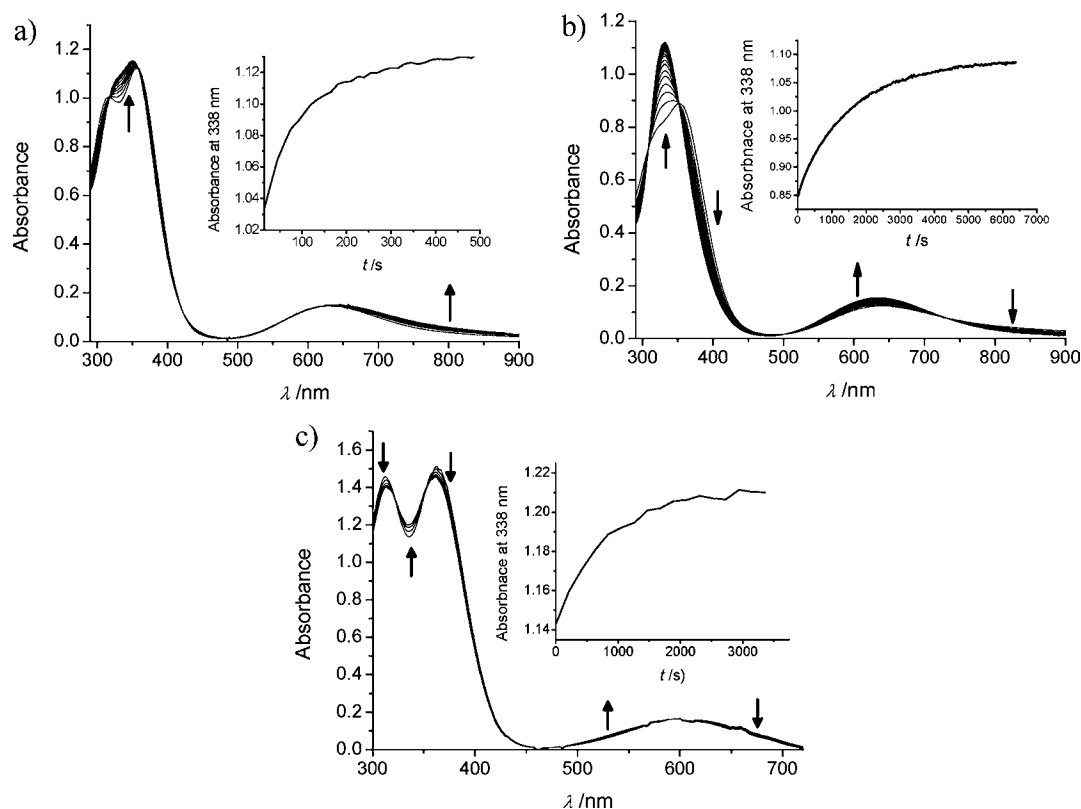 a)
1.2
1.0
0.8
0.6
0.4
0.2
0.0
Absorbance
300 400 500 600 700 800 900
λ /nm
Absorbance at 338 nm
1.13
1.12
1.10
1.08
1.06
1.04
1.02
100 200 300 400 500
t /s
b)
1.2
1.0
0.8
0.6
0.4
0.2
0.0
Absorbance
300 400 500 600 700 800 900
λ /nm
Absorbnace at 338 nm
1.10
1.05
1.00
0.95
0.90
0.85
0 1000 2000 3000 4000 5000 6000 7000
t /s
c)
1.6
1.4
1.2
1.0
0.8
0.6
0.4
0.2
0.0
Absorbance
300 400 500 600 700
λ /nm
Absorbnace at 338 nm
1.22
1.20
1.18
1.16
1.14
0 1000 2000 3000
t /s)